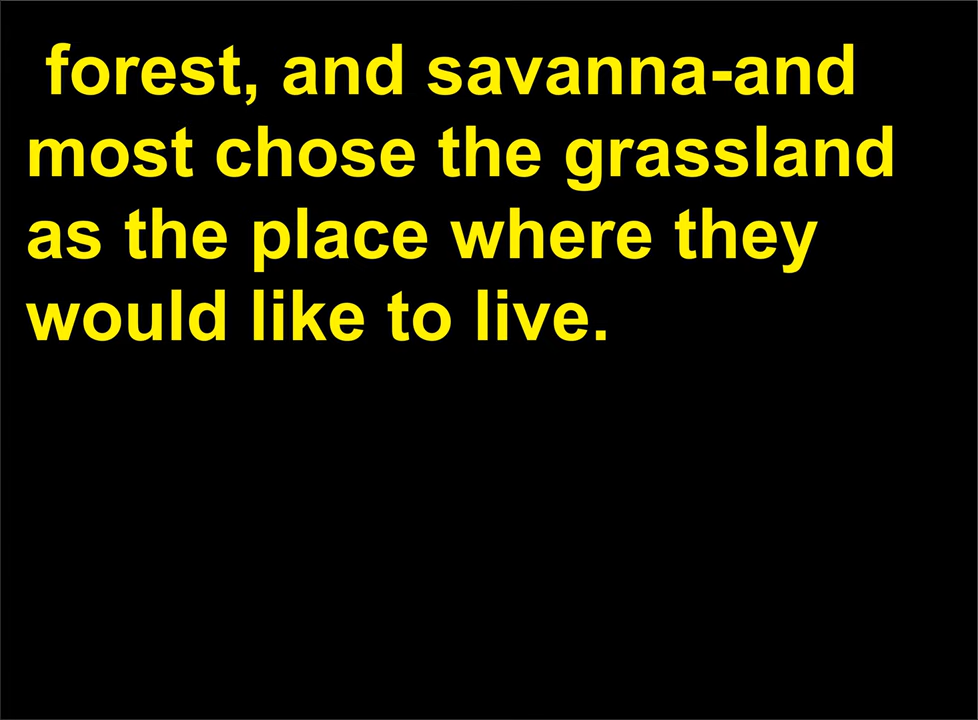 forest, and savanna-and
most chose the grassland
as the place where they
would like to live.